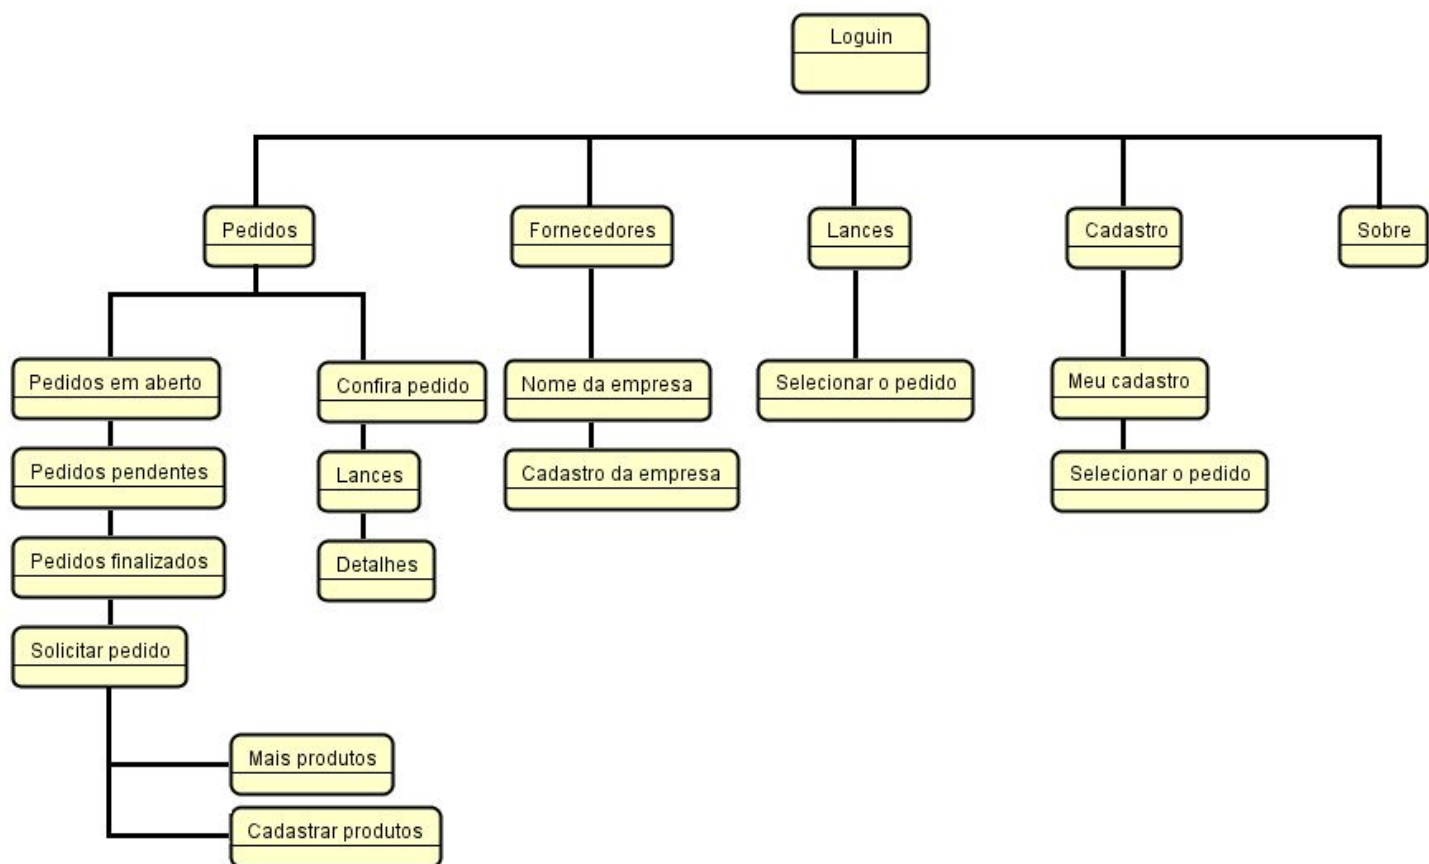 Loguin
Pedidos
Fornecedores
Lances
Cadastro
Sobre
Pedidos em aberto
Confira pedido
Nome da empresa
Selecionar o pedido
Meu cadastro
Pedidos pendentes
Lances
Cadastro da empresa
Selecionar o pedido
Pedidos finalizados
Detalhes
Solicitar pedido
Mais produtos
Cadastrar produtos